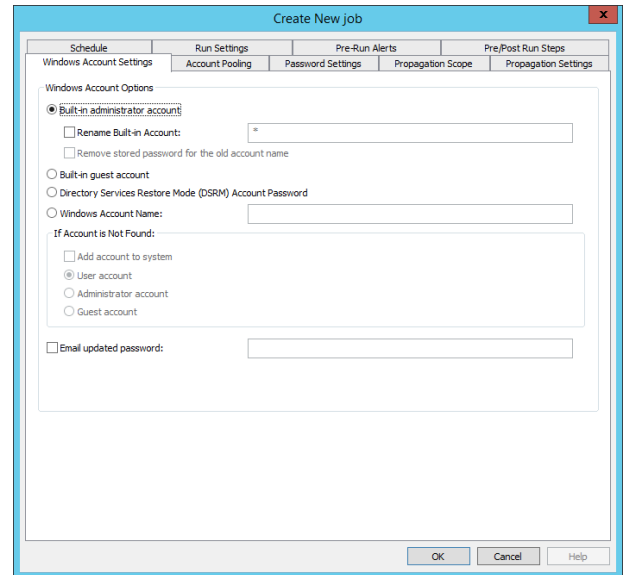 Create New job
x
Schedule Run Settings Pre-Run Alerts Pre/Post Run Steps
Windows Account Settings Account Pooling Password Settings Propagation Scope Propagation Settings
Windows Account Options
Built-in administrator account
Rename Built-in Account: *
Remove stored password for the old account name
Built-in guest account
Directory Services Restore Mode (DSRM) Account Password
Windows Account Name:
If Account is Not Found:
Add account to system
User account
Administrator account
Guest account
Email updated password:
OK Cancel Help